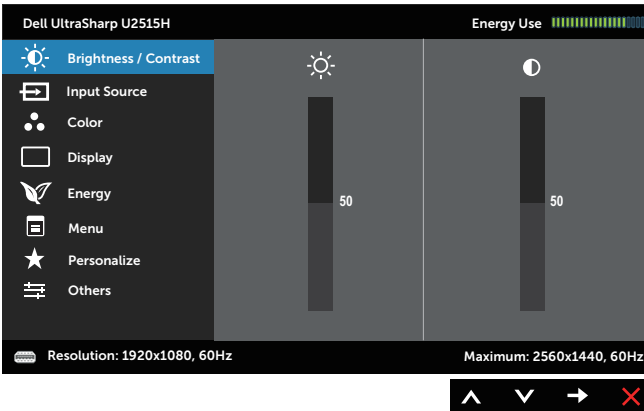 Dell UltraSharp U2515H
Energy Use
Brightness / Contrast
Input Source
Color
Display
Energy
Menu
Personalize
Others
50
50
Resolution: 1920x1080, 60Hz
Maximum: 2560x1440, 60Hz